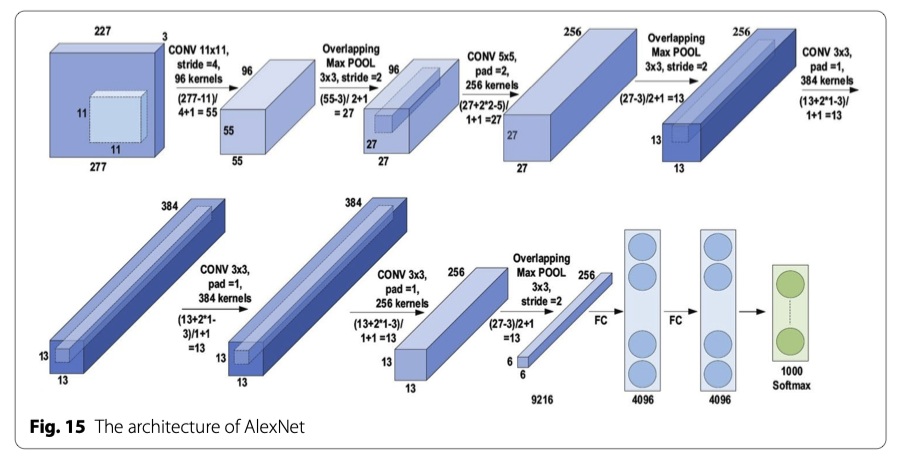 227
3
11
11
277
CONV 11x11,
stride =4,
96 kernels
(277-11)/
4+1 = 55
96
55
55
Overlapping
Max POOL
3x3, stride =2
(55-3)/ 2+1
= 27
96
27
27
CONV 5x5,
pad =2,
256 kernels
(27+2*2-5)/
1+1 =27
256
27
27
Overlapping
Max POOL
3x3, stride =2
(27-3)/2+1 =13
256
13
13
CONV 3x3,
pad =1,
384 kernels
(13+2*1-3)/
1+1 =13
384
13
13
CONV 3x3,
pad =1,
384 kernels
(13+2*1-
3)/1+1
=13
384
13
13
CONV 3x3,
pad =1,
256 kernels
(13+2*1-3)/
1+1 =13
256
13
13
Overlapping
Max POOL
3x3,
stride =2
(27-3)/2+1
=13
256
6
6
9216
FC
4096
FC
4096
1000
Softmax
Fig. 15 The architecture of AlexNet